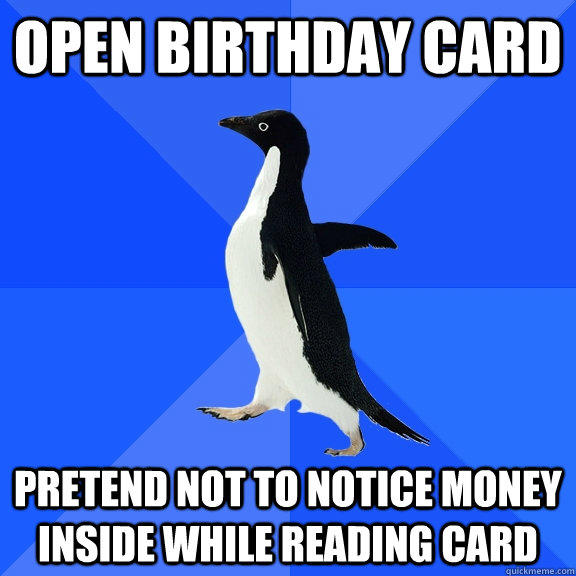 OPEN BIRTHDAY CARD
PRETEND NOT TO NOTICE MONEY
INSIDE WHILE READING CARD
quickmeme.com